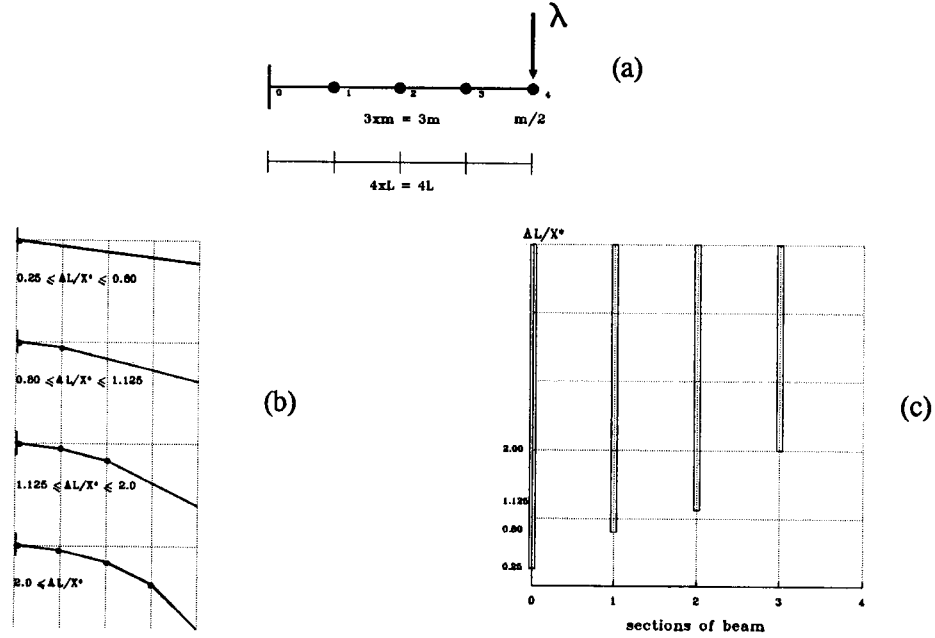 λ
(a)
0 1 2 3 4
3xm = 3m m/2
4xL = 4L
0.25 ⩽ ΔL/X° ⩽ 0.80
0.80 ⩽ ΔL/X° ⩽ 1.125
1.125 ⩽ ΔL/X° ⩽ 2.0
2.0 ⩽ ΔL/X°
(b)
ΔL/X°
2.00
1.125
0.80
0.25
0 1 2 3 4
sections of beam
(c)